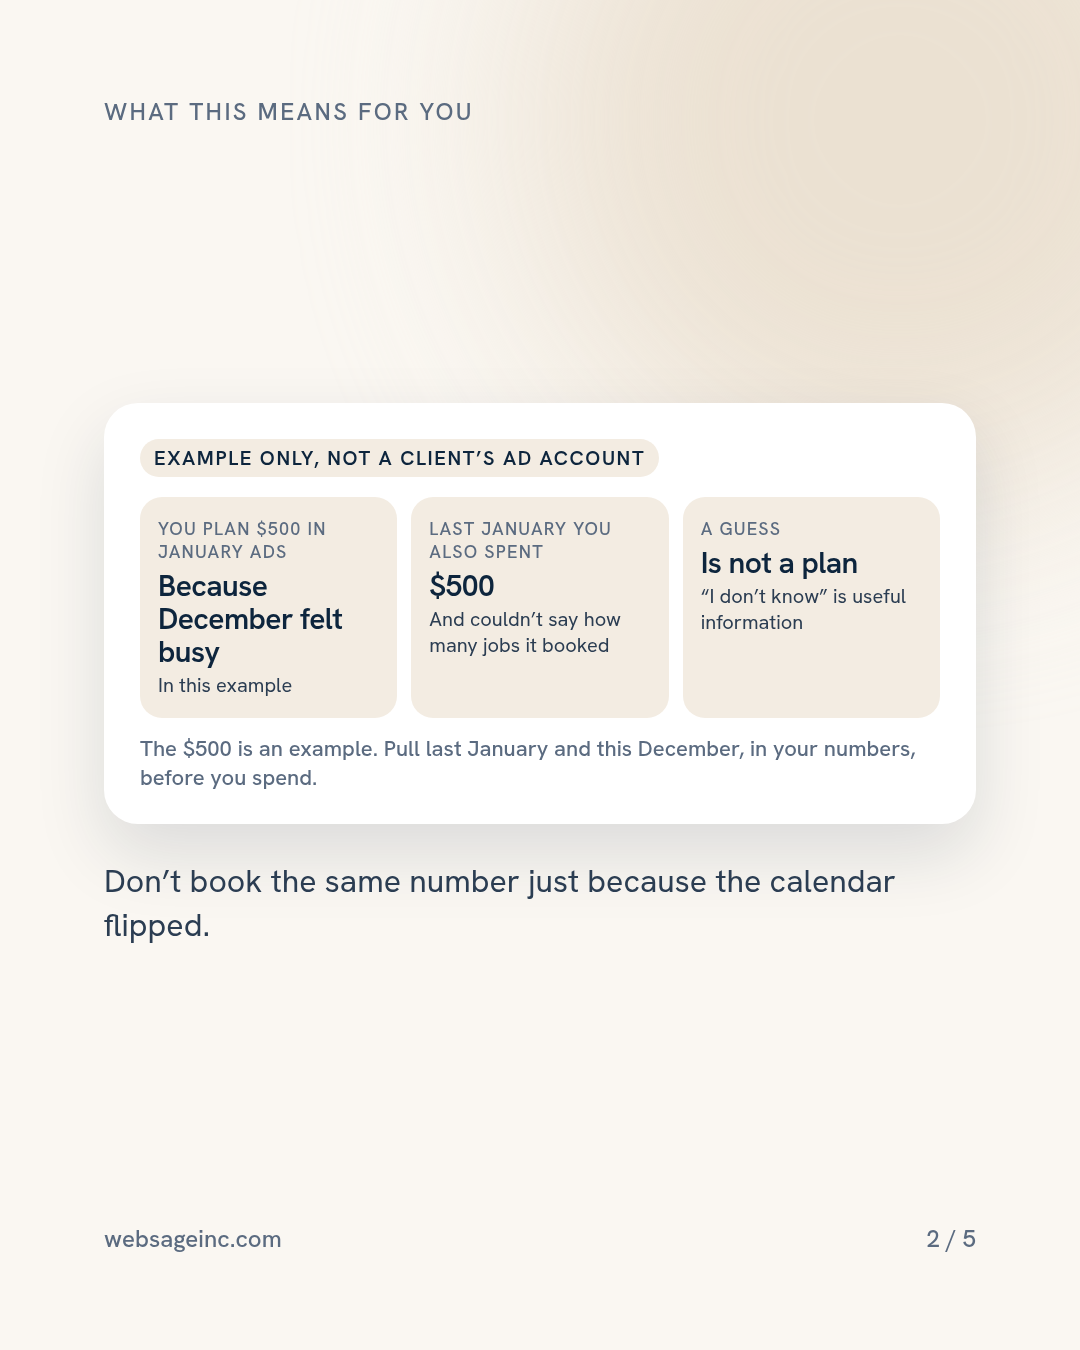 WHAT THIS MEANS FOR YOU
EXAMPLE ONLY, NOT A CLIENT’S AD ACCOUNT
YOU PLAN $500 IN
JANUARY ADS
Because
December felt
busy
In this example
LAST JANUARY YOU
ALSO SPENT
$500
And couldn’t say how
many jobs it booked
A GUESS
Is not a plan
“I don’t know” is useful
information
The $500 is an example. Pull last January and this December, in your numbers,
before you spend.
Don’t book the same number just because the calendar
flipped.
websageinc.com
2 / 5